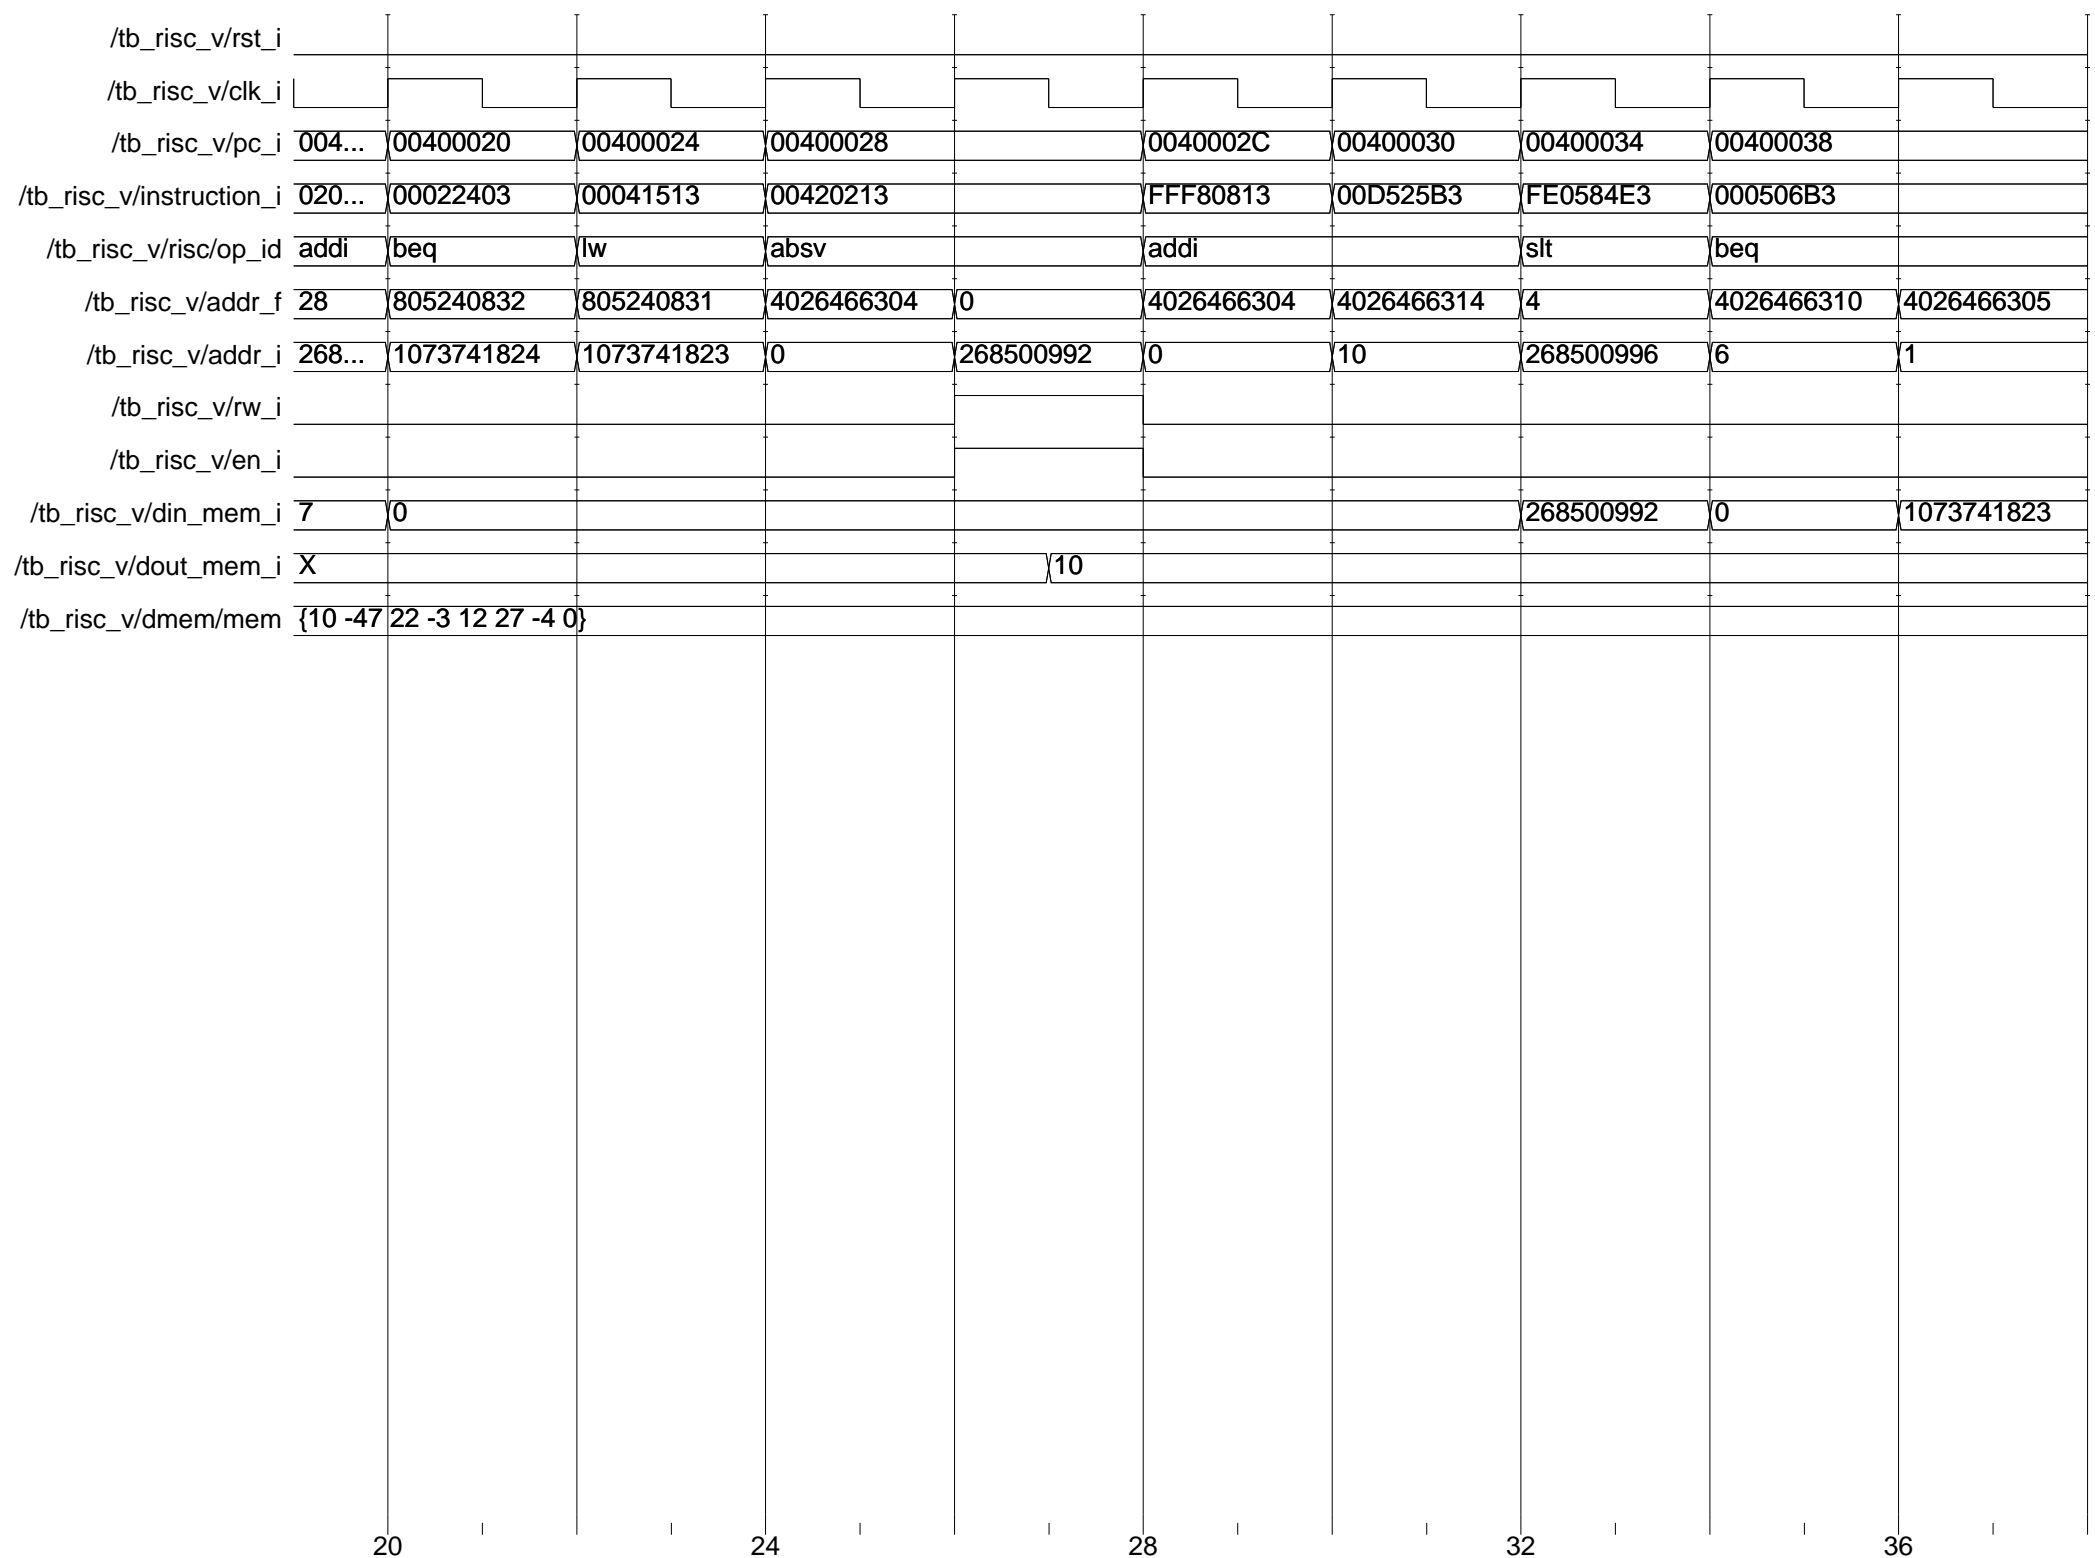 /tb_risc_v/rst_i
/tb_risc_v/clk_i
/tb_risc_v/pc_i 004... 00400020 00400024 00400028 0040002C 00400030 00400034 00400038
/tb_risc_v/instruction_i 020... 00022403 00041513 00420213 FFF80813 00D525B3 FE0584E3 000506B3
/tb_risc_v/risc/op_id addi beq lw absv addi slt beq
/tb_risc_v/addr_f 28 805240832 805240831 4026466304 0 4026466304 4026466314 4 4026466310 4026466305
/tb_risc_v/addr_i 268... 1073741824 1073741823 0 268500992 0 10 268500996 6 1
/tb_risc_v/rw_i
/tb_risc_v/en_i
/tb_risc_v/din_mem_i 7 0 268500992 0 1073741823
/tb_risc_v/dout_mem_i X 10
/tb_risc_v/dmem/mem {10 -47 22 -3 12 27 -4 0}
20 24 28 32 36